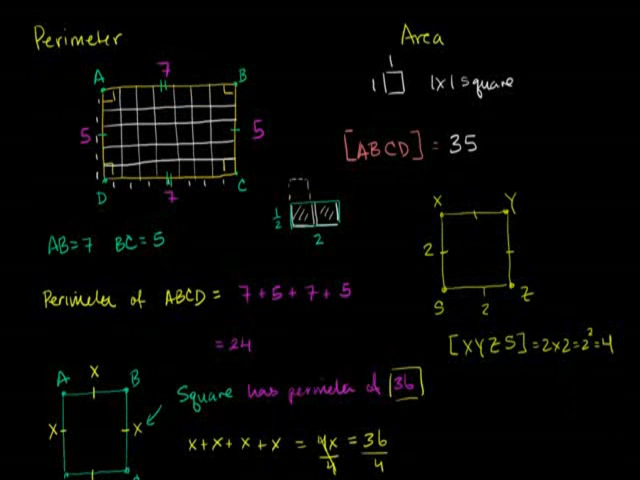 Perimeter
Area
A 7 B
5 5
D 7 C
1
1 1x1 square
[ABCD] = 35
1/2
2
AB=7 BC=5
X Y
2
S 2 Z
Perimeter of ABCD = 7+5+7+5
= 24
[XYZS] = 2x2=2²=4
x
A B
x x
Square has perimeter of 36
x+x+x+x = 4x/4 = 36/4